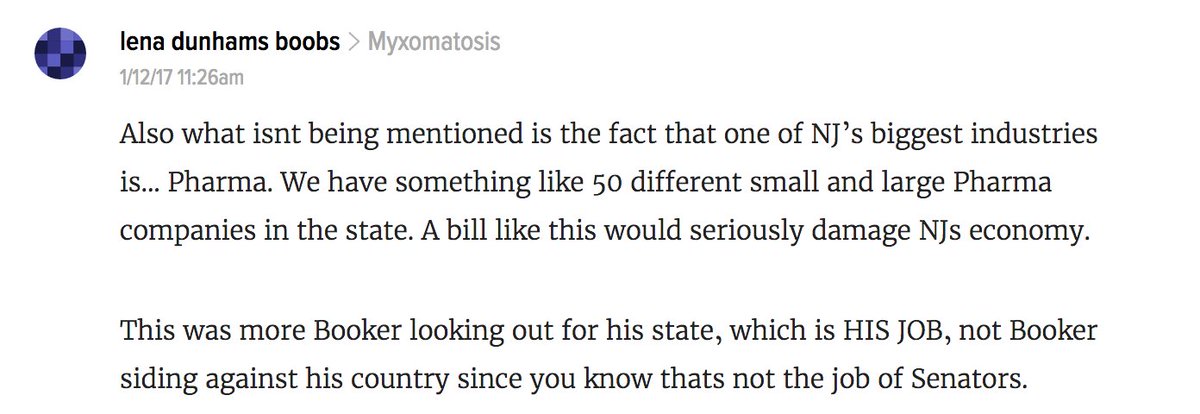 lena dunhams boobs > Myxomatosis
1/12/17 11:26am
Also what isnt being mentioned is the fact that one of NJ’s biggest industries
is... Pharma. We have something like 50 different small and large Pharma
companies in the state. A bill like this would seriously damage NJs economy.
This was more Booker looking out for his state, which is HIS JOB, not Booker
siding against his country since you know thats not the job of Senators.